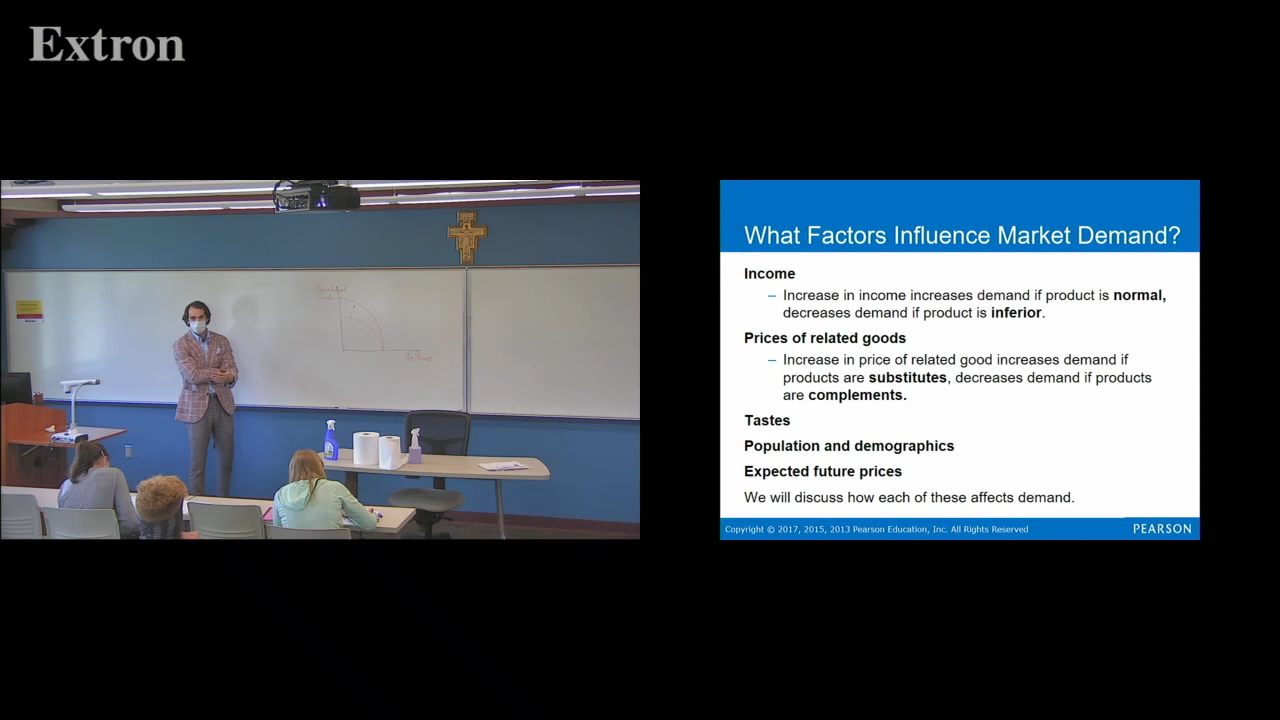 Extron
What Factors Influence Market Demand?
Income
– Increase in income increases demand if product is normal,
decreases demand if product is inferior.
Prices of related goods
– Increase in price of related good increases demand if
products are substitutes, decreases demand if products
are complements.
Tastes
Population and demographics
Expected future prices
We will discuss how each of these affects demand.
Copyright © 2017, 2015, 2013 Pearson Education, Inc. All Rights Reserved
PEARSON